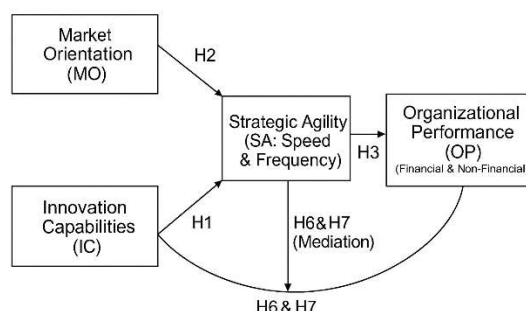 Market
Orientation
(MO)
H2
Strategic Agility
(SA: Speed
& Frequency)
H3
Organizational
Performance
(OP)
(Financial & Non-Financial)
Innovation
Capabilities
(IC)
H1
H6 & H7
(Mediation)
H6 & H7